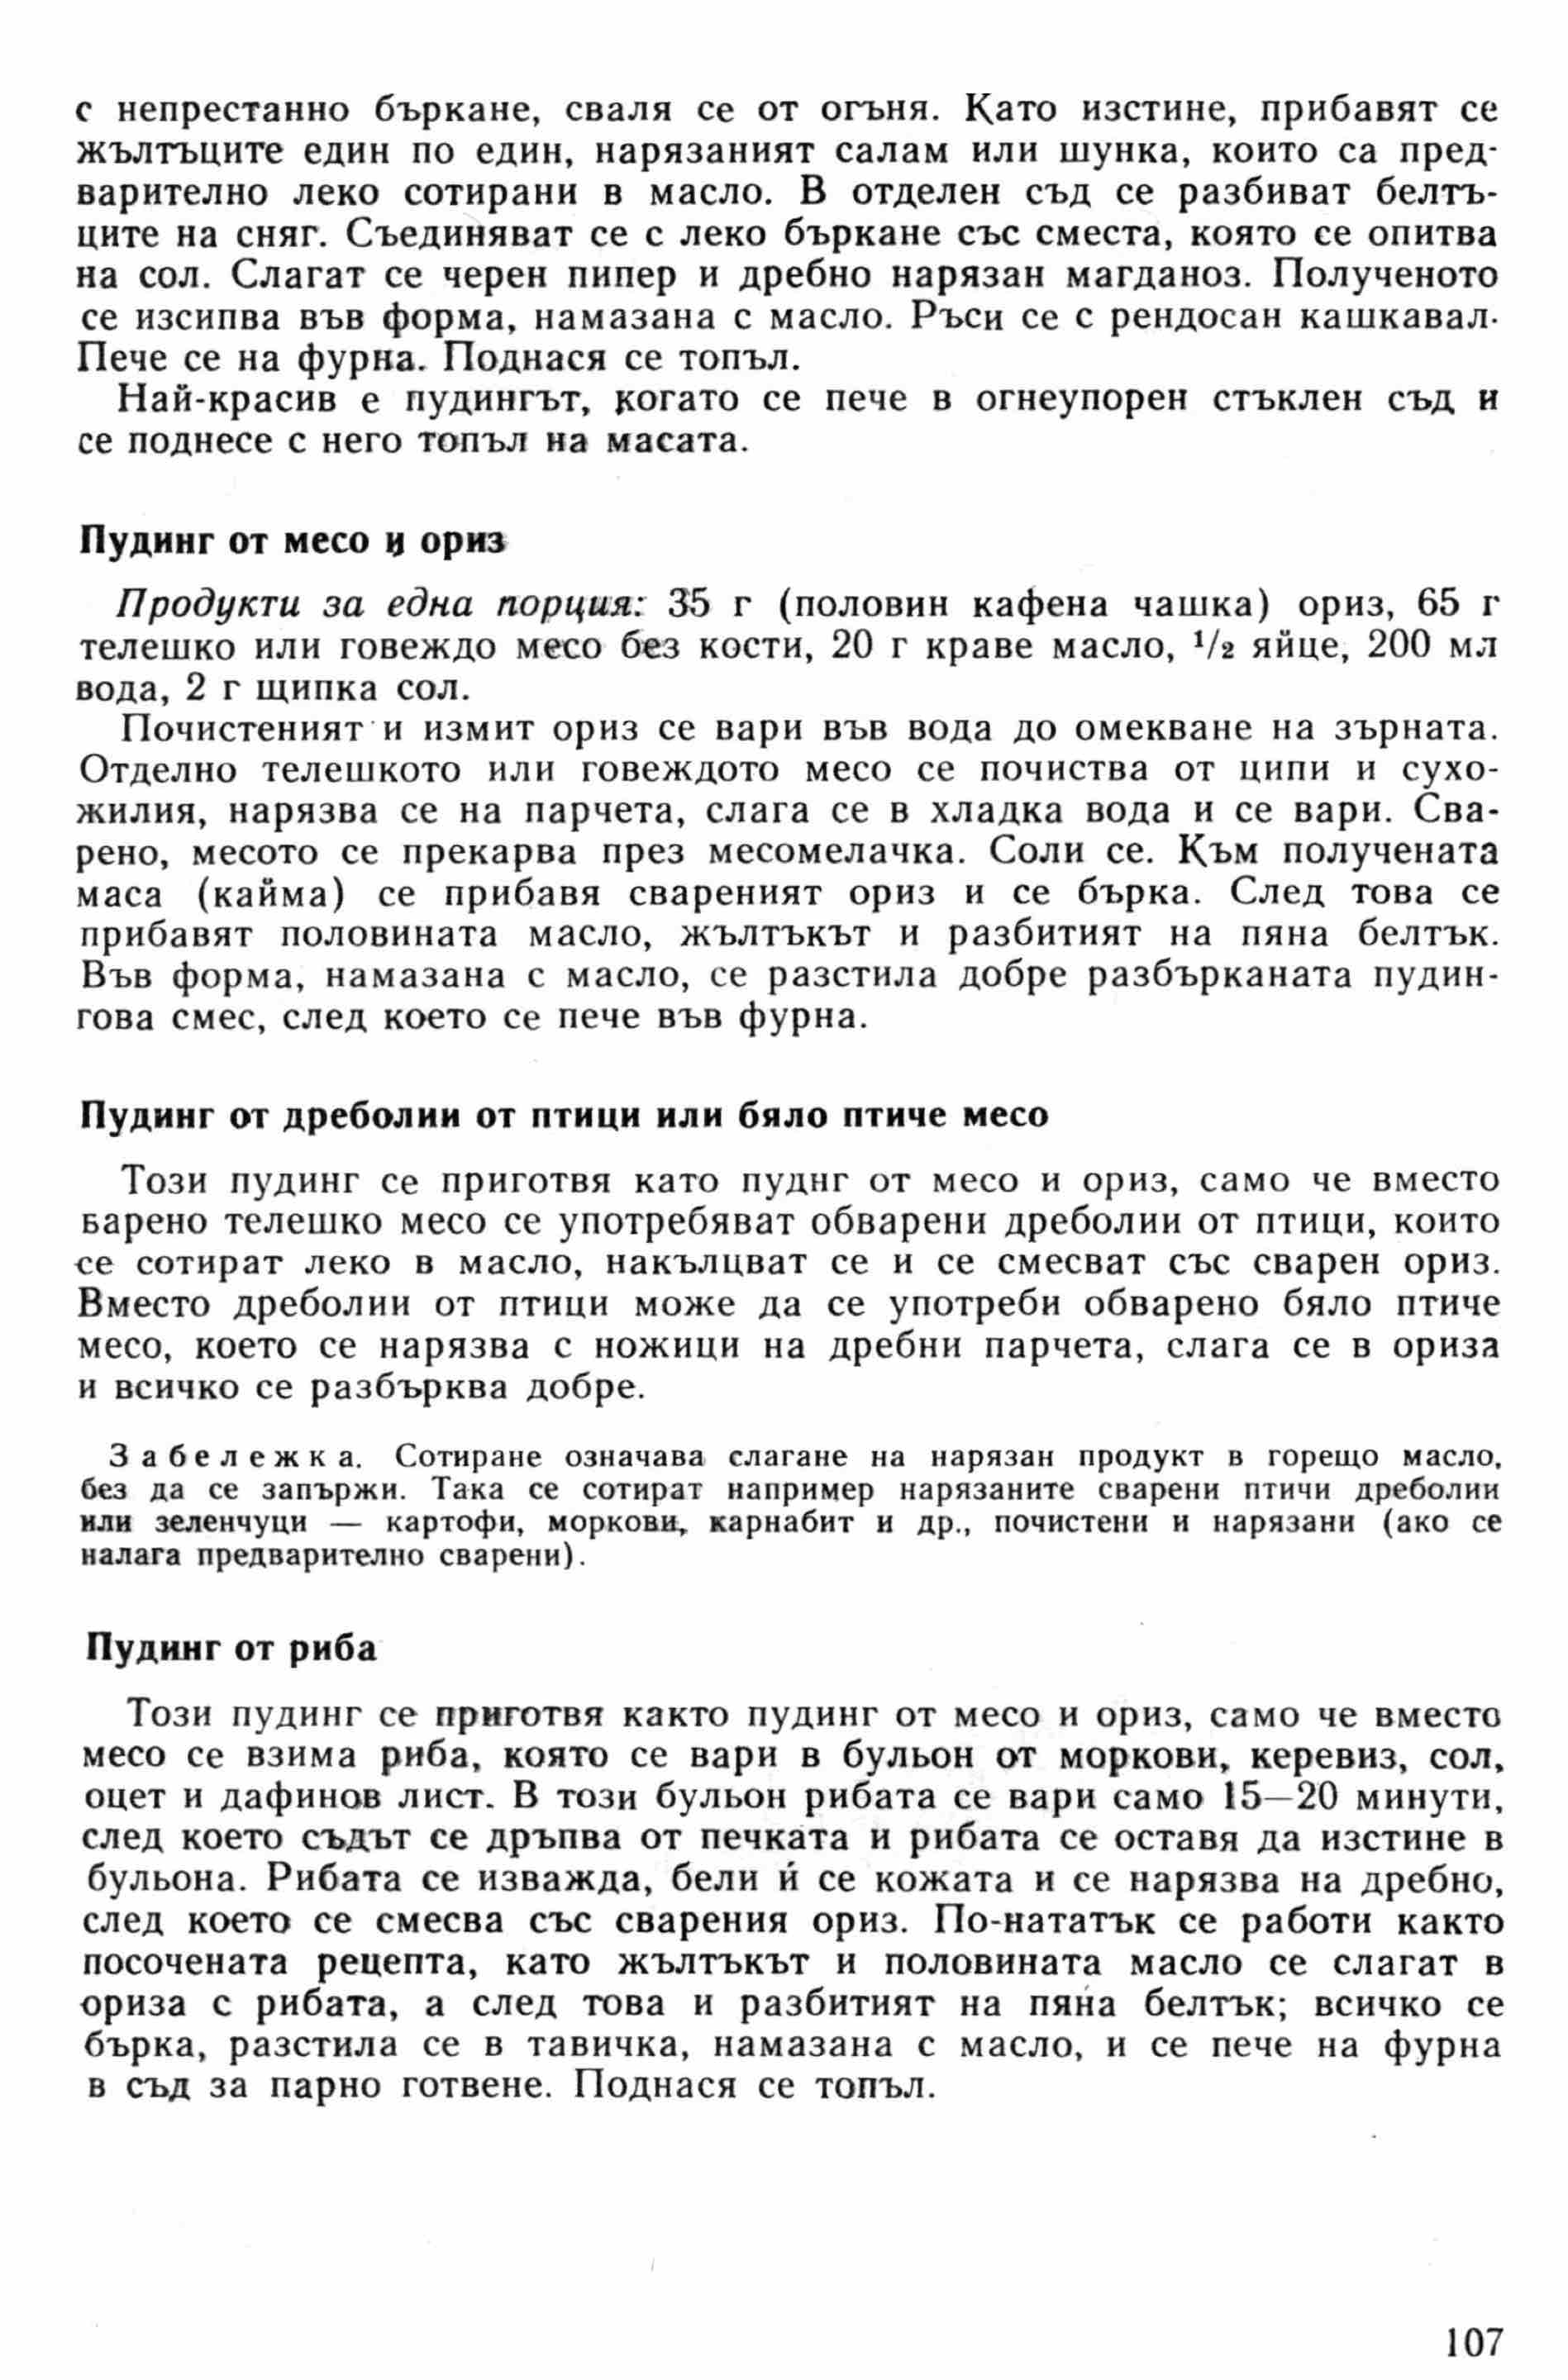 с непрестанно бъркане, сваля се от огъня. Като изстине, прибавят се
жълтъците един по един, нарязаният салам или шунка, които са пред-
варително леко сотирани в масло. В отделен съд се разбиват белтъ-
ците на сняг. Съединяват се с леко бъркане със сместа, която се опитва
на сол. Слагат се черен пипер и дребно нарязан магданоз. Полученото
се изсипва във форма, намазана с масло. Ръси се с рендосан кашкавал.
Пече се на фурна. Поднася се топъл.
Най-красив е пудингът, когато се пече в огнеупорен стъклен съд и
се поднесе с него топъл на масата.
Пудинг от месо и ориз
Продукти за една порция: 35 г (половин кафена чашка) ориз, 65 г
телешко или говеждо месо без кости, 20 г краве масло, 1/2 яйце, 200 мл
вода, 2 г щипка сол.
Почистеният и измит ориз се вари във вода до омекване на зърната.
Отделно телешкото или говеждото месо се почиства от ципи и сухо-
жилия, нарязва се на парчета, слага се в хладка вода и се вари. Сва-
рено, месото се прекарва през месомелачка. Соли се. Към получената
маса (кайма) се прибавя свареният ориз и се бърка. След това се
прибавят половината масло, жълтъкът и разбитият на пяна белтък.
Във форма, намазана с масло, се разстила добре разбърканата пудин-
гова смес, след което се пече във фурна.
Пудинг от дреболии от птици или бяло птиче месо
Този пудинг се приготвя като пуднг от месо и ориз, само че вместо
варено телешко месо се употребяват обварени дреболии от птици, които
се сотират леко в масло, накълцват се и се смесват със сварен ориз.
Вместо дреболии от птици може да се употреби обварено бяло птиче
месо, което се нарязва с ножици на дребни парчета, слага се в ориза
и всичко се разбърква добре.
Забележка. Сотиране означава слагане на нарязан продукт в горещо масло,
без да се запържи. Така се сотират например нарязаните сварени птичи дреболии
или зеленчуци — картофи, моркови, карнабит и др., почистени и нарязани (ако се
налага предварително сварени).
Пудинг от риба
Този пудинг се приготвя както пудинг от месо и ориз, само че вместо
месо се взима риба, която се вари в бульон от моркови, керевиз, сол,
оцет и дафинов лист. В този бульон рибата се вари само 15—20 минути,
след което съдът се дръпва от печката и рибата се оставя да изстине в
бульона. Рибата се изважда, бели ѝ се кожата и се нарязва на дребно,
след което се смесва със сварения ориз. По-нататък се работи както
посочената рецепта, като жълтъкът и половината масло се слагат в
ориза с рибата, а след това и разбитият на пяна белтък; всичко се
бърка, разстила се в тавичка, намазана с масло, и се пече на фурна
в съд за парно готвене. Поднася се топъл.
107